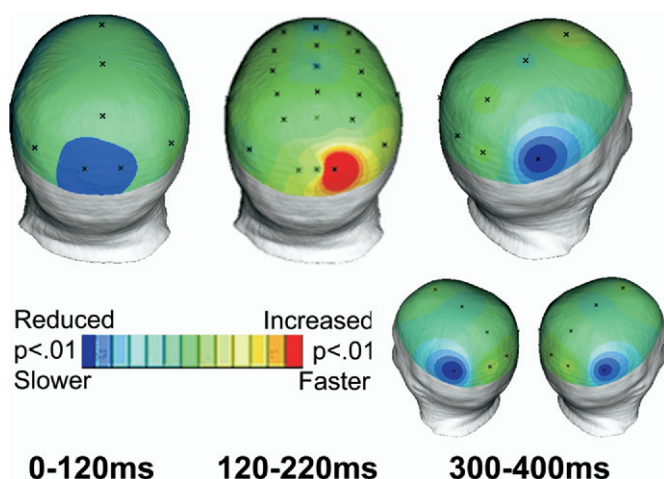 Reduced Increased
p<.01 p<.01
Slower Faster
0-120ms 120-220ms 300-400ms